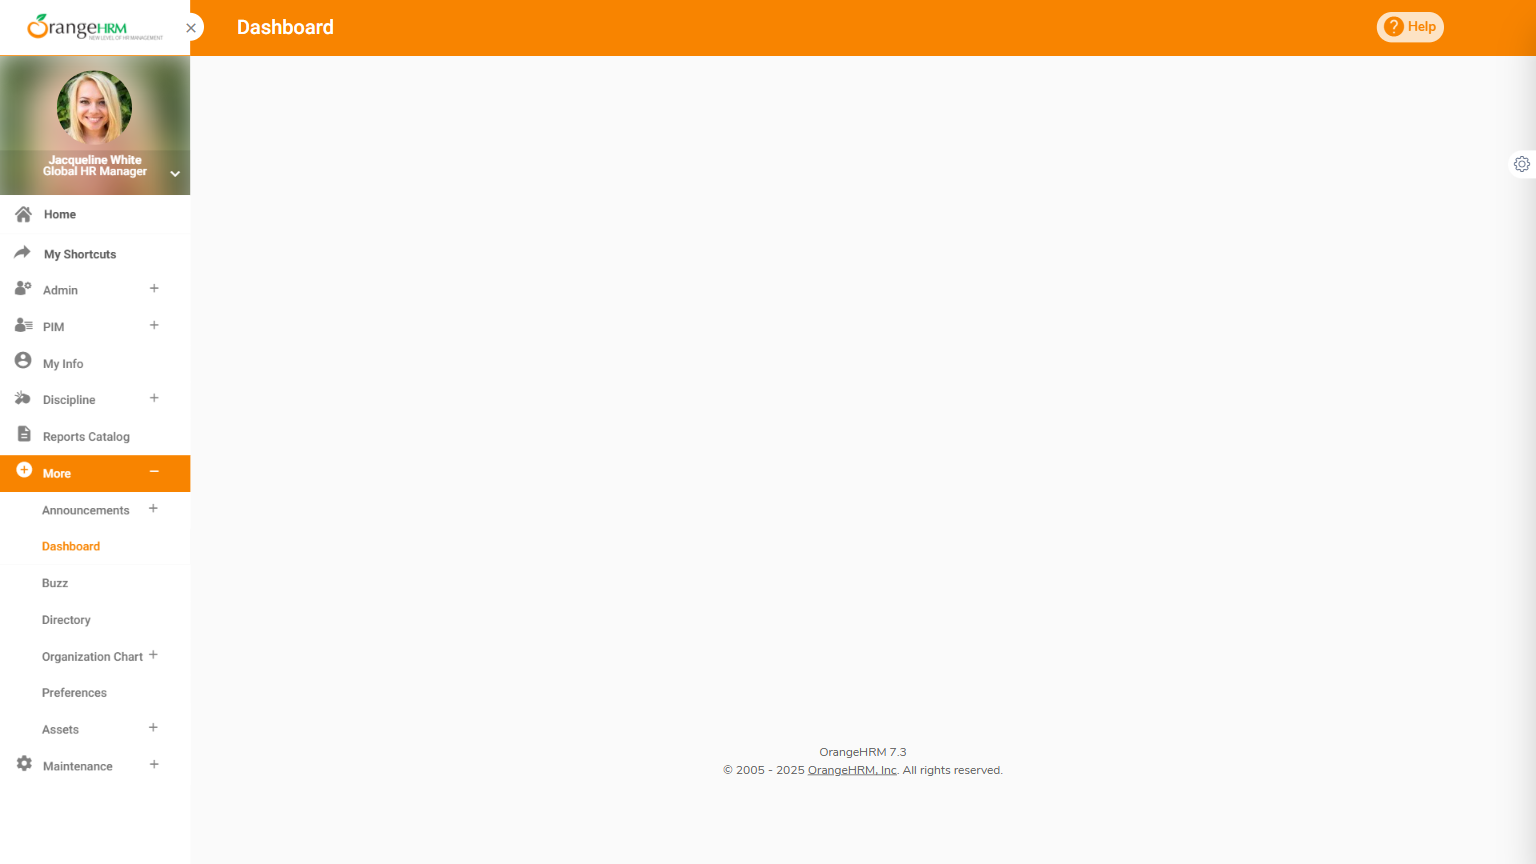 OrangeHRM
NEW LEVEL OF HR MANAGEMENT
Dashboard
Help
Jacqueline White
Global HR Manager
Home
My Shortcuts
Admin
PIM
My Info
Discipline
Reports Catalog
More
Announcements
Dashboard
Buzz
Directory
Organization Chart
Preferences
Assets
Maintenance
OrangeHRM 7.3
© 2005 - 2025 OrangeHRM, Inc. All rights reserved.